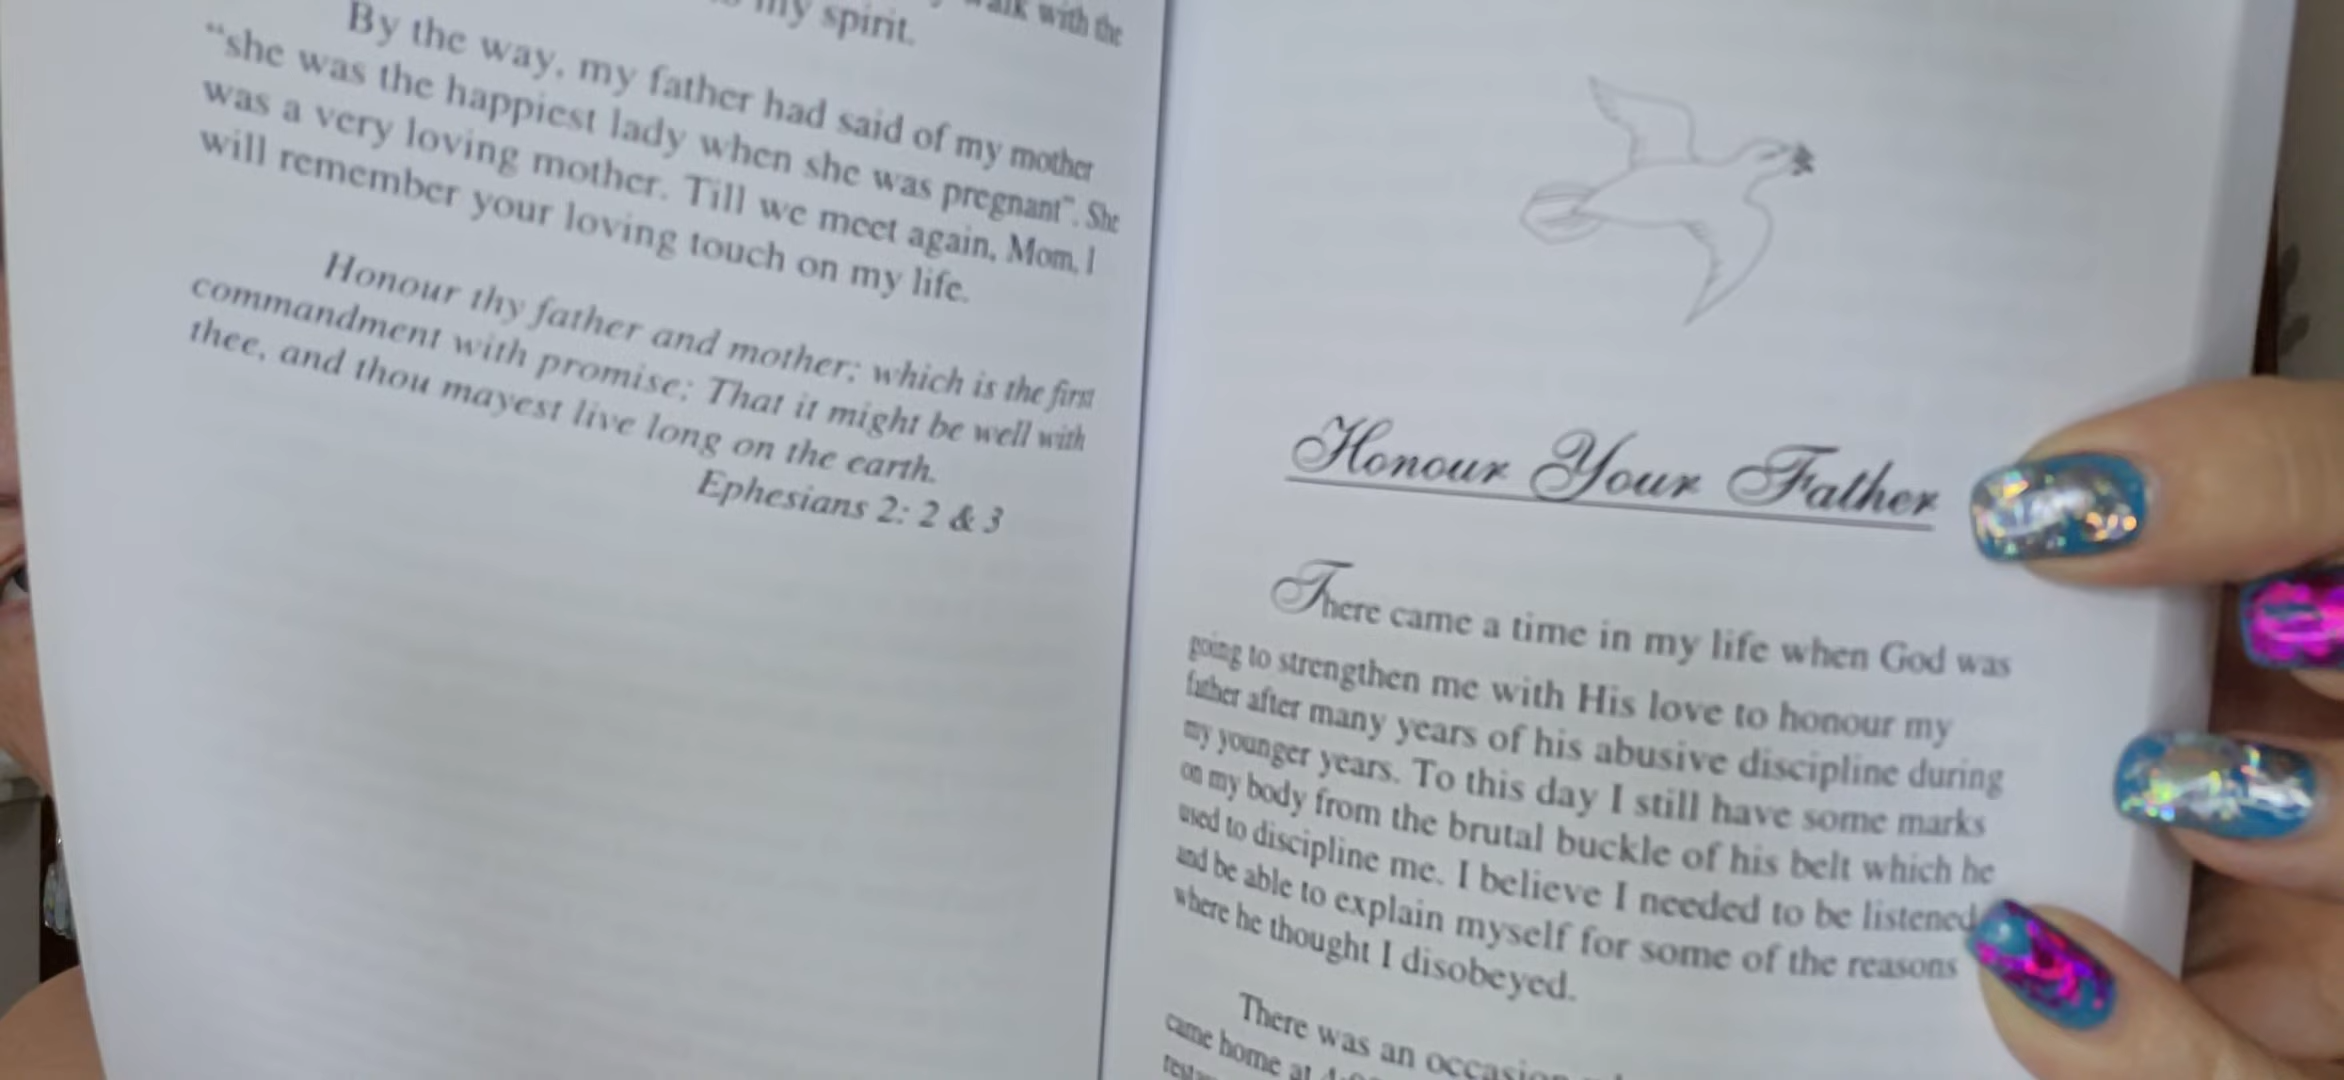 walk with the
my spirit.
By the way, my father had said of my mother
“she was the happiest lady when she was pregnant”. She
was a very loving mother. Till we meet again, Mom, I
will remember your loving touch on my life.
Honour thy father and mother; which is the first
commandment with promise; That it might be well with
thee, and thou mayest live long on the earth.
Ephesians 2: 2 & 3
Honour Your Father
There came a time in my life when God was
going to strengthen me with His love to honour my
father after many years of his abusive discipline during
my younger years. To this day I still have some marks
on my body from the brutal buckle of his belt which he
used to discipline me. I believe I needed to be listened
and be able to explain myself for some of the reasons
where he thought I disobeyed.
There was an
came home at